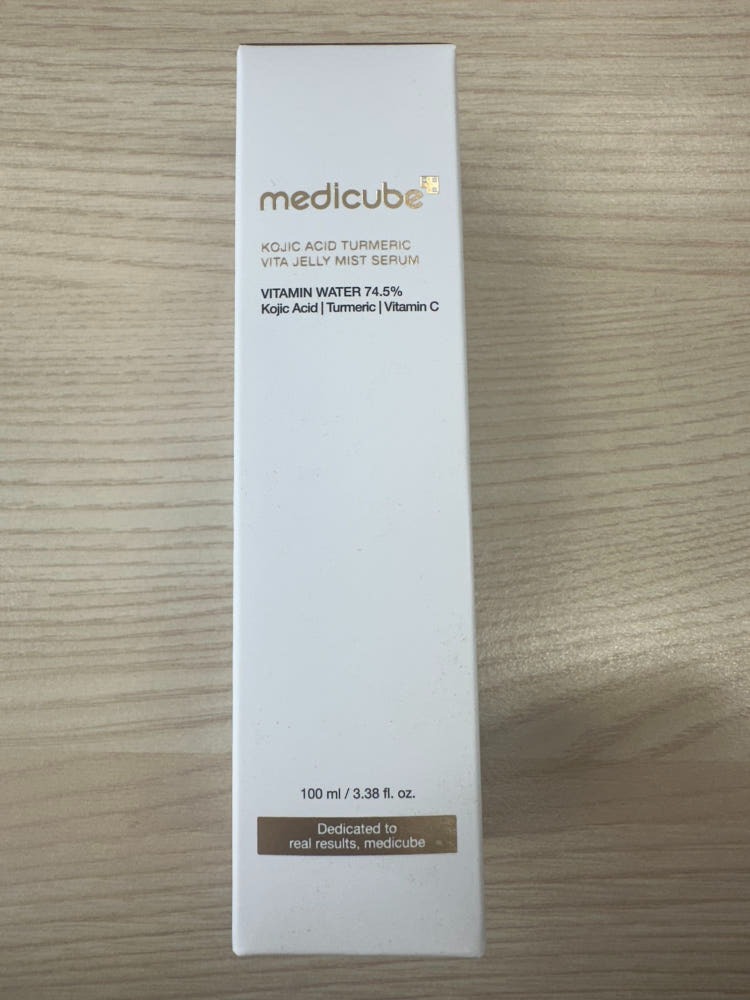 medicube
KOJIC ACID TURMERIC
VITA JELLY MIST SERUM
VITAMIN WATER 74.5%
Kojic Acid | Turmeric | Vitamin C
100 ml / 3.38 fl. oz.
Dedicated to
real results, medicube